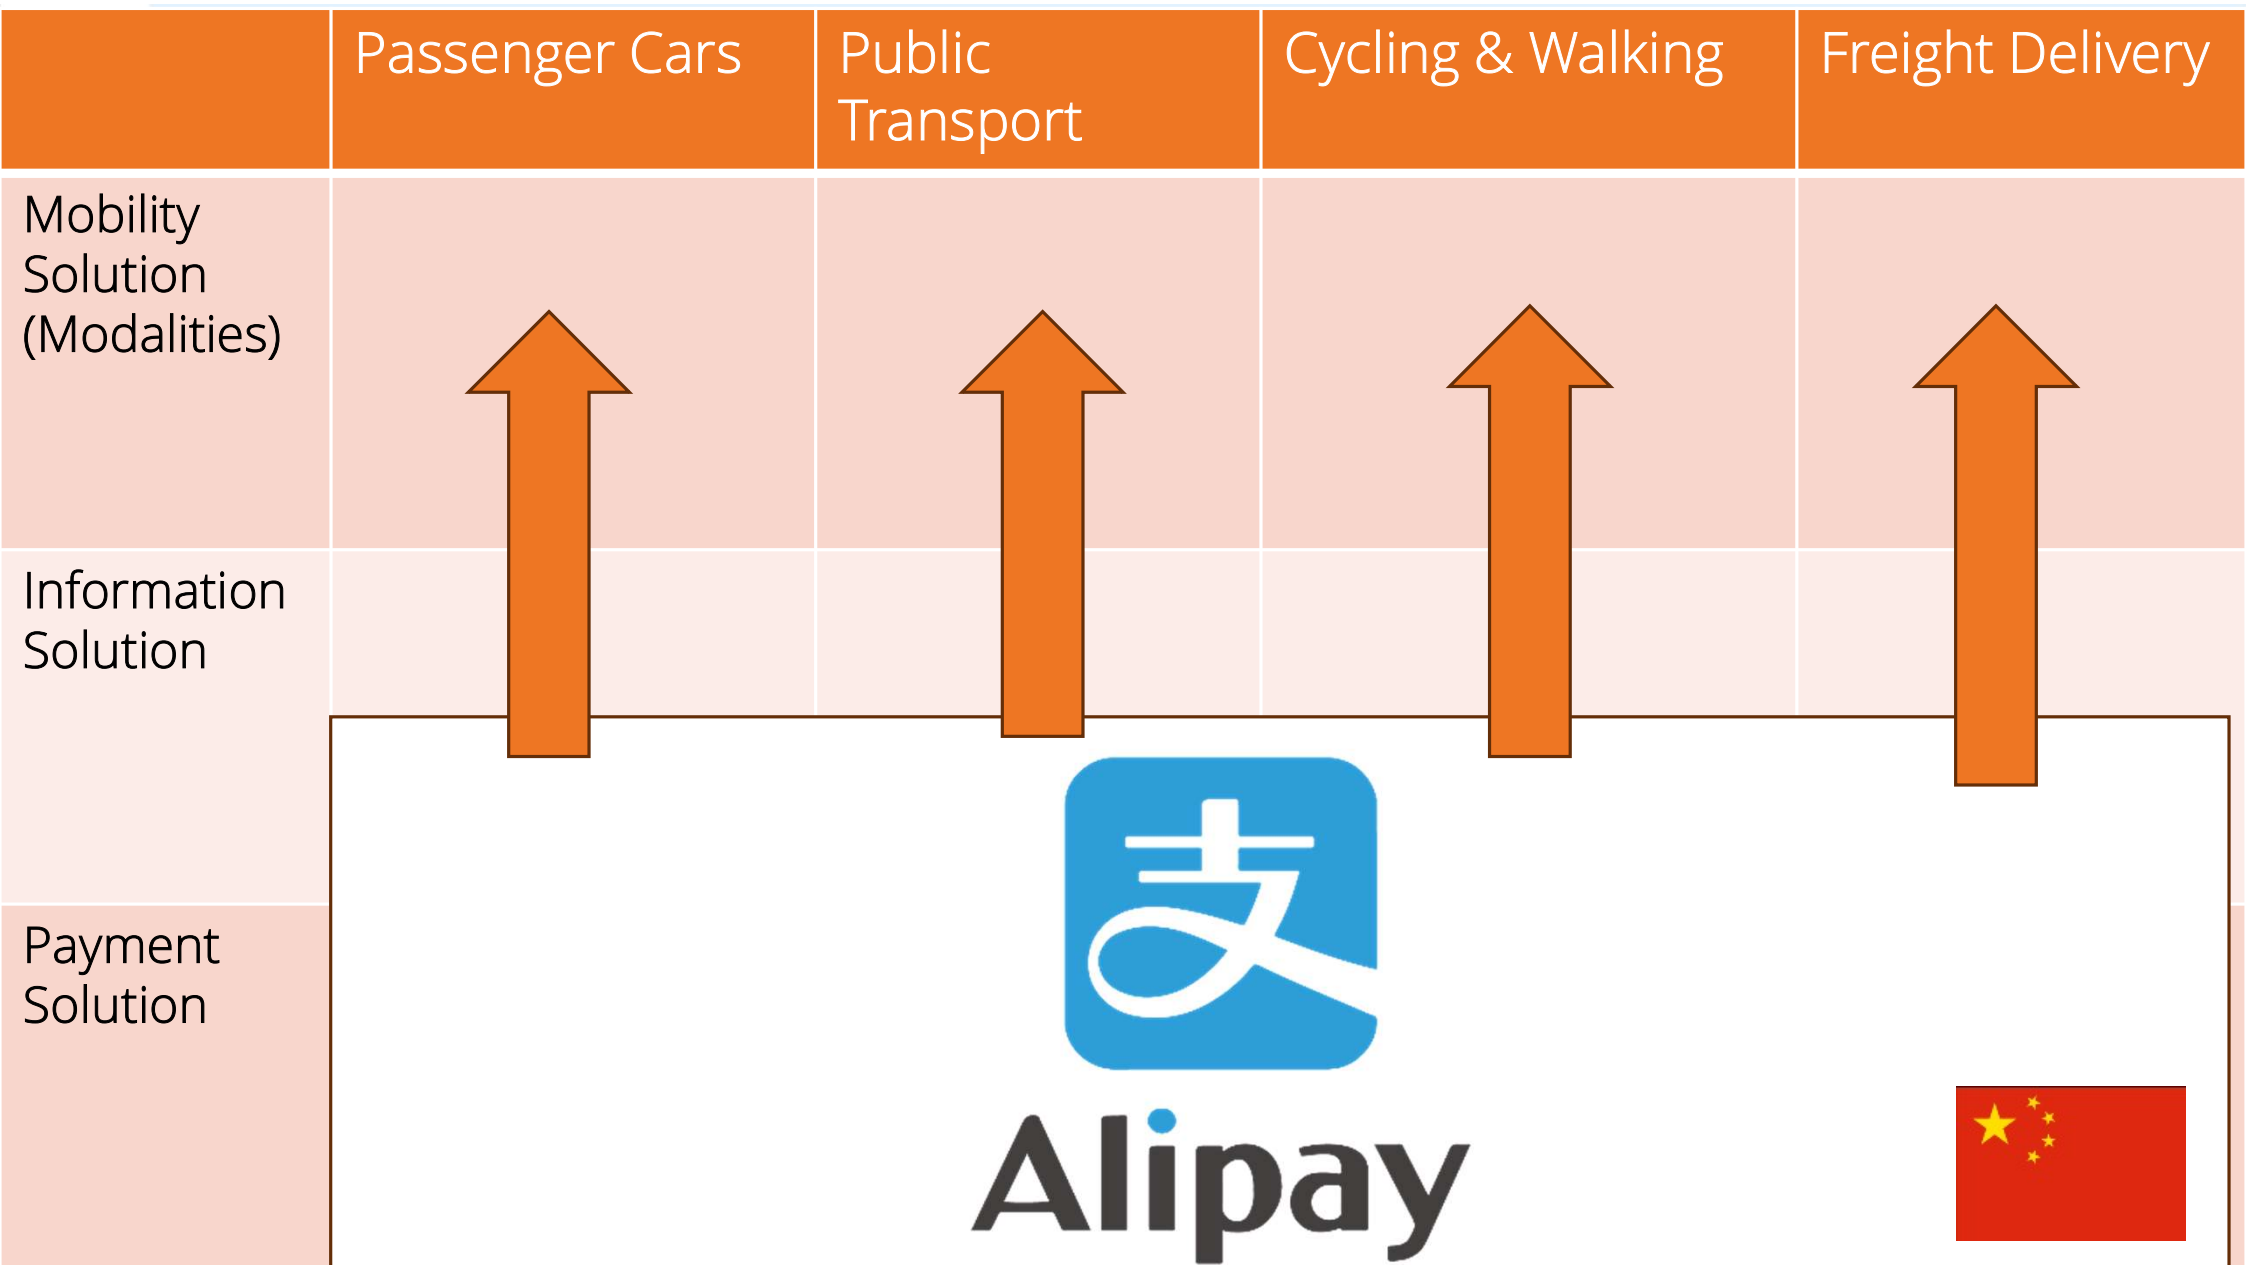 Passenger Cars
Public
Transport
Cycling & Walking
Freight Delivery
Mobility
Solution
(Modalities)
Information
Solution
Payment
Solution
支
Alipay